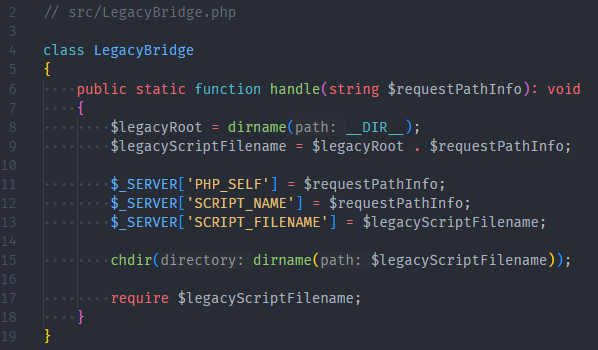 2 // src/LegacyBridge.php
3
4 class LegacyBridge
5 {
6 ····public static function handle(string $requestPathInfo): void
7 ····{
8 ········$legacyRoot = dirname(path: __DIR__);
9 ········$legacyScriptFilename = $legacyRoot . $requestPathInfo;
10
11 ········$_SERVER['PHP_SELF'] = $requestPathInfo;
12 ········$_SERVER['SCRIPT_NAME'] = $requestPathInfo;
13 ········$_SERVER['SCRIPT_FILENAME'] = $legacyScriptFilename;
14
15 ········chdir(directory: dirname(path: $legacyScriptFilename));
16
17 ········require $legacyScriptFilename;
18 ····}
19 }